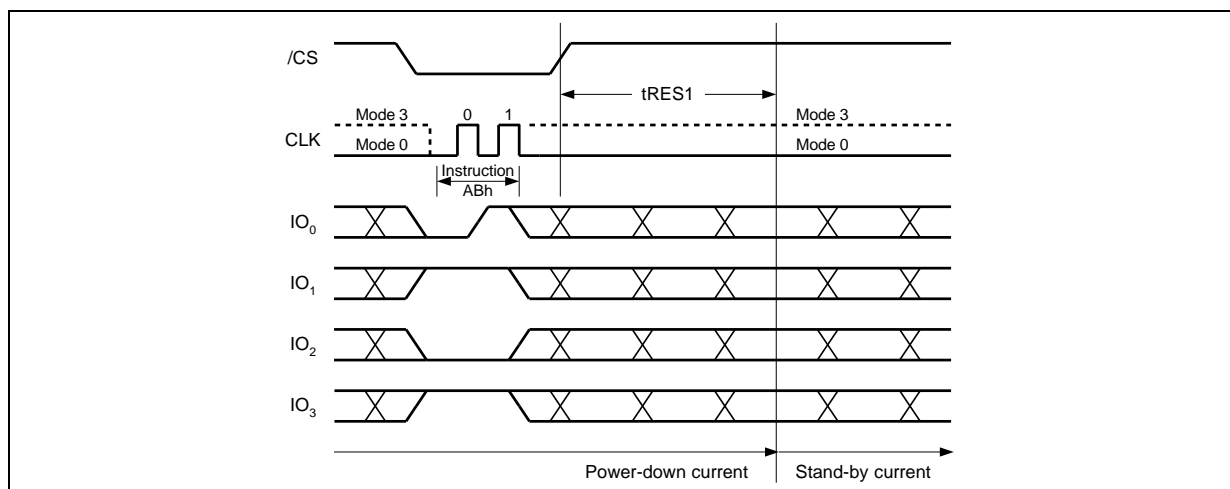 /CS
tRES1
Mode 3 0 1 Mode 3
CLK
Mode 0 Mode 0
Instruction
ABh
IO0
IO1
IO2
IO3
Power-down current Stand-by current